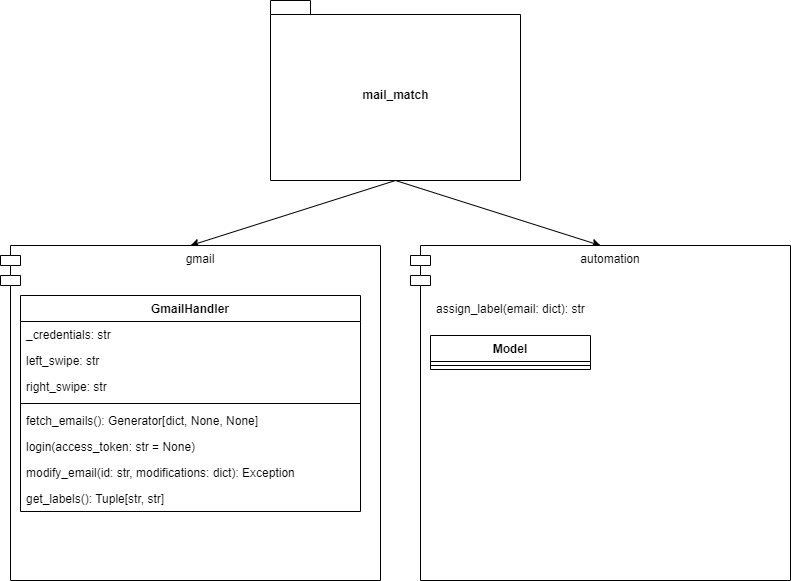 mail_match
gmail
GmailHandler
_credentials: str
left_swipe: str
right_swipe: str
fetch_emails(): Generator[dict, None, None]
login(access_token: str = None)
modify_email(id: str, modifications: dict): Exception
get_labels(): Tuple[str, str]
automation
assign_label(email: dict): str
Model